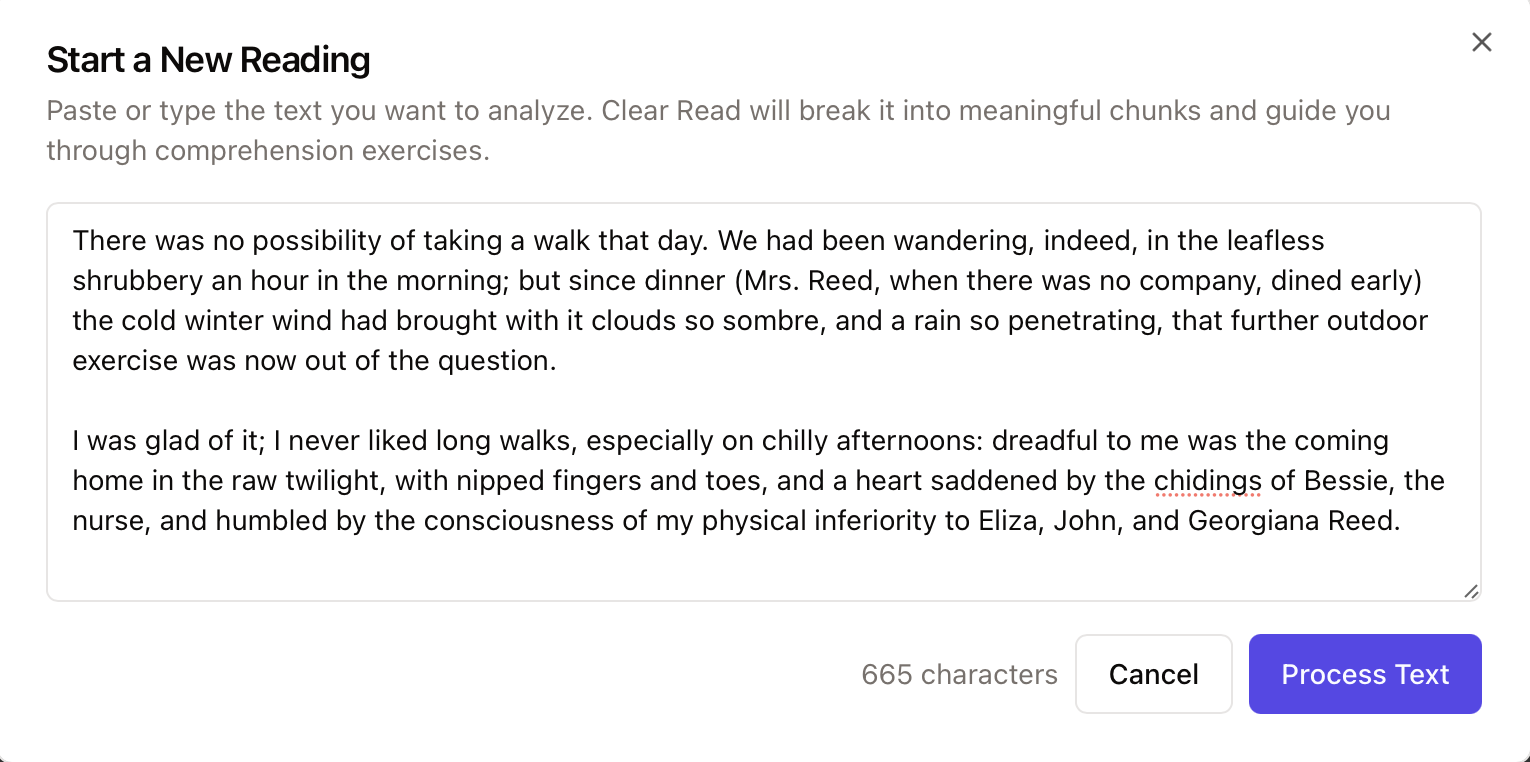 Start a New Reading
Paste or type the text you want to analyze. Clear Read will break it into meaningful chunks and guide you
through comprehension exercises.
There was no possibility of taking a walk that day. We had been wandering, indeed, in the leafless
shrubbery an hour in the morning; but since dinner (Mrs. Reed, when there was no company, dined early)
the cold winter wind had brought with it clouds so sombre, and a rain so penetrating, that further outdoor
exercise was now out of the question.
I was glad of it; I never liked long walks, especially on chilly afternoons: dreadful to me was the coming
home in the raw twilight, with nipped fingers and toes, and a heart saddened by the chidings of Bessie, the
nurse, and humbled by the consciousness of my physical inferiority to Eliza, John, and Georgiana Reed.
665 characters
Cancel
Process Text